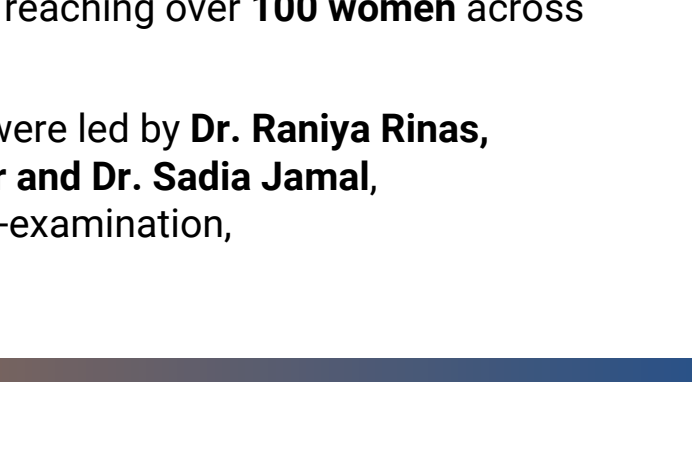 reaching over 100 women across
were led by Dr. Raniya Rinas,
r and Dr. Sadia Jamal,
-examination,